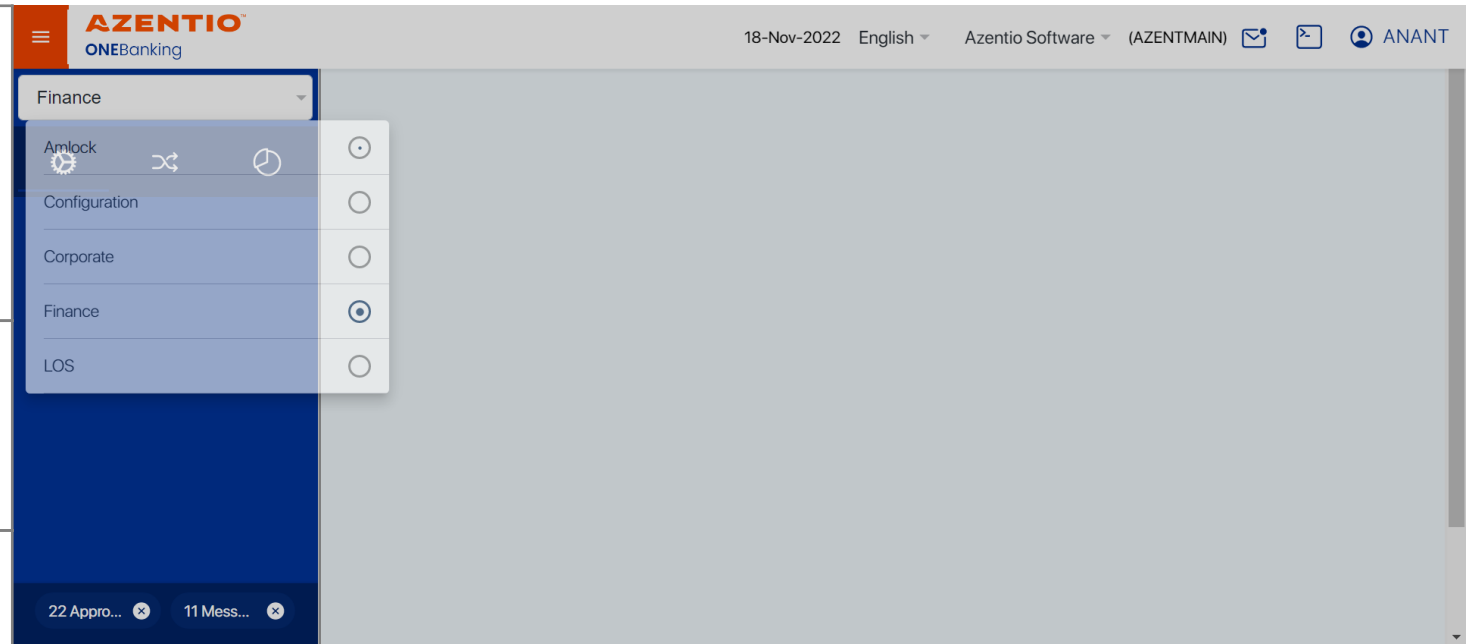 AZENTIO™
ONEBanking
18-Nov-2022 English Azentio Software (AZENTMAIN) ANANT
Finance
Amlock
Configuration
Corporate
Finance
LOS
22 Appro... 11 Mess...